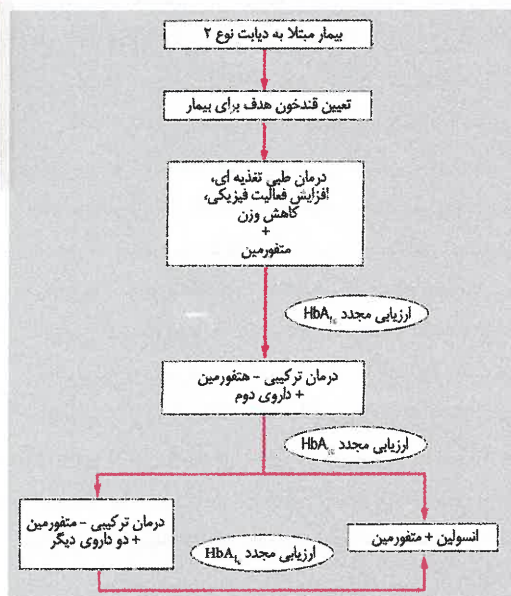 بیمار مبتلا به دیابت نوع ۲
تعیین قندخون هدف برای بیمار
درمان طبی تغذیه ای،
افزایش فعالیت فیزیکی،
کاهش وزن
+
متفورمین
ارزیابی مجدد HbA1c
درمان ترکیبی - متفورمین
+ داروی دوم
ارزیابی مجدد HbA1c
درمان ترکیبی - متفورمین
+ دو داروی دیگر
ارزیابی مجدد HbA1c
انسولین + متفورمین